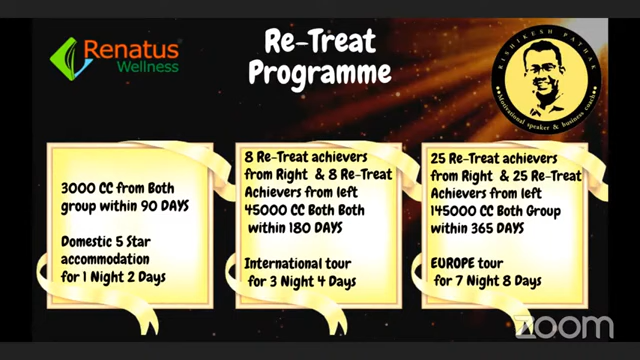 Renatus
Wellness
Re-Treat
Programme
RISHIKESH PATHAK
Motivational speaker & business coach
3000 CC from Both
group within 90 DAYS
Domestic 5 Star
accommodation
for 1 Night 2 Days
8 Re-Treat achievers
from Right & 8 Re-Treat
Achievers from left
45000 CC Both Both
within 180 DAYS
International tour
for 3 Night 4 Days
25 Re-Treat achievers
from Right & 25 Re-Treat
Achievers from left
145000 CC Both Group
within 365 DAYS
EUROPE tour
for 7 Night 8 Days
zoom